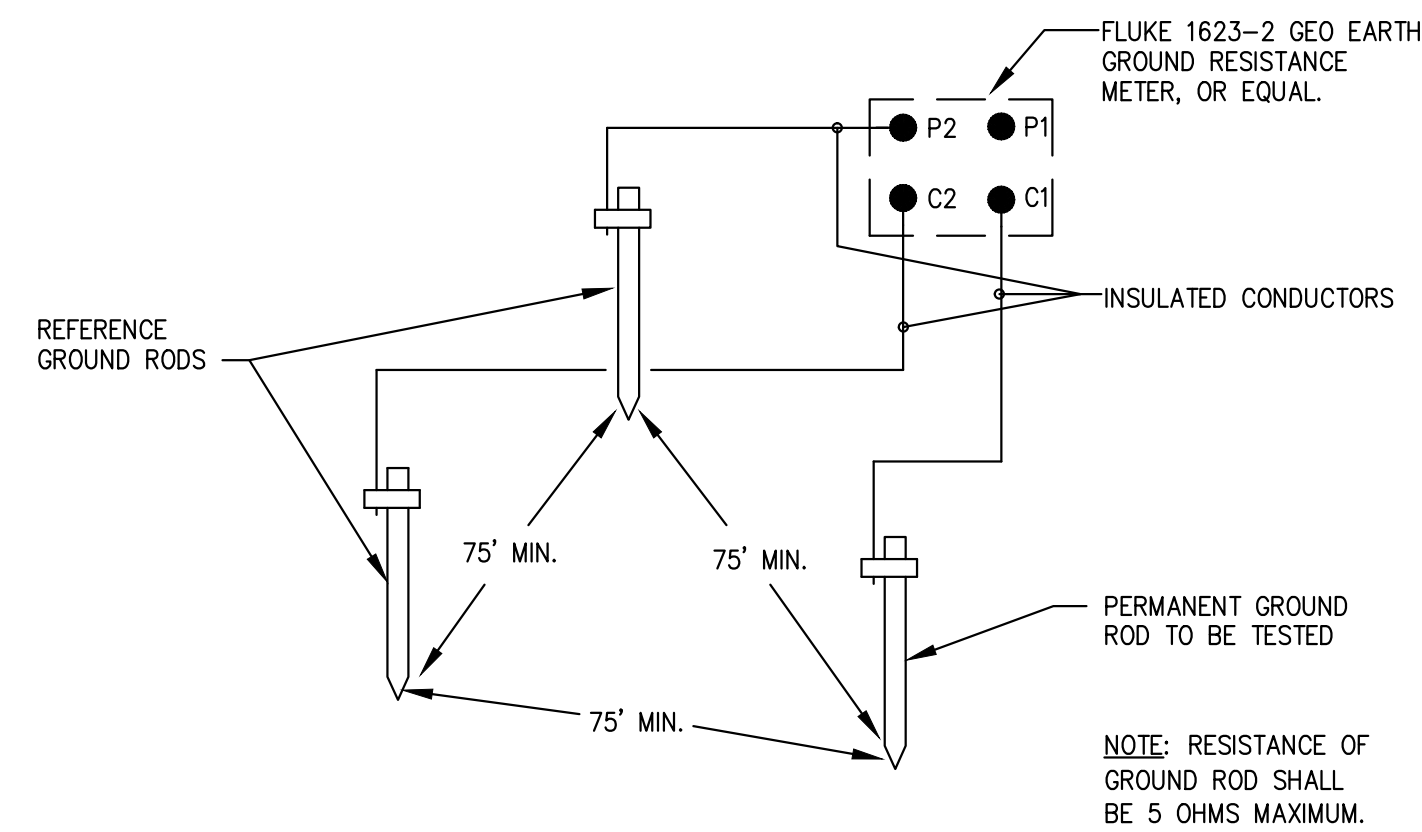 FLUKE 1623-2 GEO EARTH
GROUND RESISTANCE
METER, OR EQUAL.
P2
P1
C2
C1
INSULATED CONDUCTORS
REFERENCE
GROUND RODS
75' MIN.
75' MIN.
75' MIN.
PERMANENT GROUND
ROD TO BE TESTED
NOTE: RESISTANCE OF
GROUND ROD SHALL
BE 5 OHMS MAXIMUM.